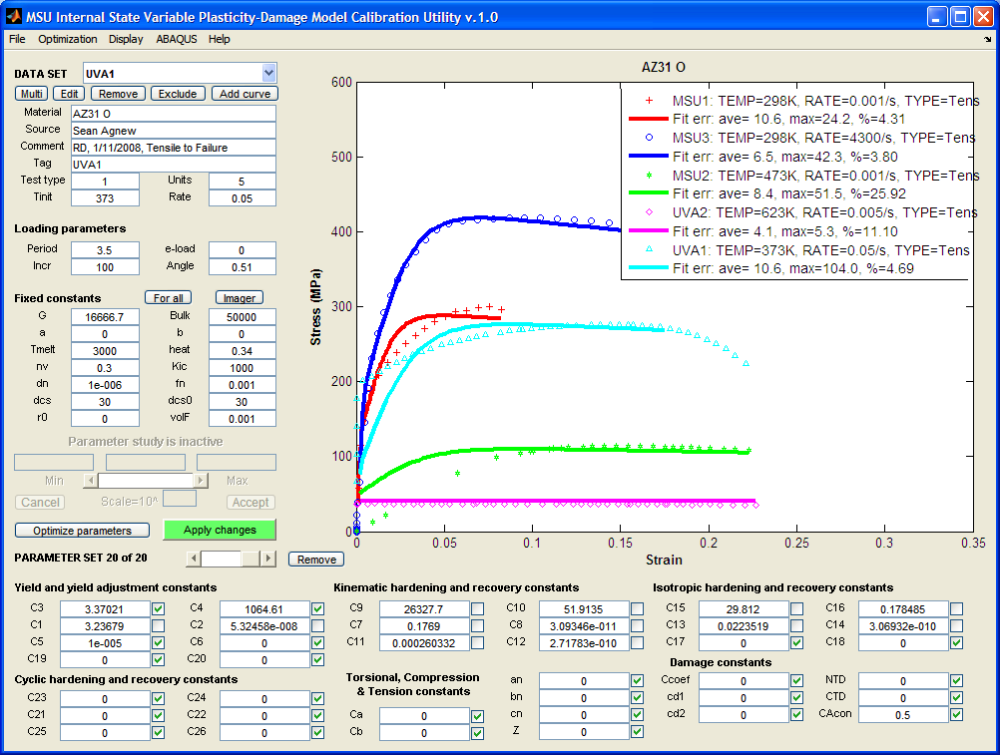 MSU Internal State Variable Plasticity-Damage Model Calibration Utility v.1.0
File Optimization Display ABAQUS Help
DATA SET UVA1
Multi Edit Remove Exclude Add curve
Material AZ31 O
Source Sean Agnew
Comment RD, 1/11/2008, Tensile to Failure
Tag UVA1
Test type 1 Units 5
Tinit 373 Rate 0.05
Loading parameters
Period 3.5 e-load 0
Incr 100 Angle 0.51
Fixed constants For all Imager
G 16666.7 Bulk 50000
a 0 b 0
Tmelt 3000 heat 0.34
nv 0.3 Kic 1000
dn 1e-006 fn 0.001
dcs 30 dcs0 30
r0 0 volF 0.001
Parameter study is inactive
Min Max
Cancel Scale=10^ Accept
Optimize parameters Apply changes
PARAMETER SET 20 of 20 Remove
AZ31 O
MSU1: TEMP=298K, RATE=0.001/s, TYPE=Tens
Fit err: ave= 10.6, max=24.2, %=4.31
MSU3: TEMP=298K, RATE=4300/s, TYPE=Tens
Fit err: ave= 6.5, max=42.3, %=3.80
MSU2: TEMP=473K, RATE=0.001/s, TYPE=Tens
Fit err: ave= 8.4, max=51.5, %=25.92
UVA2: TEMP=623K, RATE=0.005/s, TYPE=Tens
Fit err: ave= 4.1, max=5.3, %=11.10
UVA1: TEMP=373K, RATE=0.05/s, TYPE=Tens
Fit err: ave= 10.6, max=104.0, %=4.69
600
500
400
300
200
100
0
Stress (MPa)
0 0.05 0.1 0.15 0.2 0.25 0.3 0.35
Strain
Yield and yield adjustment constants
C3 3.37021 C4 1064.61
C1 3.23679 C2 5.32458e-008
C5 1e-005 C6 0
C19 0 C20 0
Cyclic hardening and recovery constants
C23 0 C24 0
C21 0 C22 0
C25 0 C26 0
Kinematic hardening and recovery constants
C9 26327.7 C10 51.9135
C7 0.1769 C8 3.09346e-011
C11 0.000260332 C12 2.71783e-010
Torsional, Compression
& Tension constants
Ca 0
Cb 0
an 0
bn 0
cn 0
Z 0
Isotropic hardening and recovery constants
C15 29.812 C16 0.178485
C13 0.0223519 C14 3.06932e-010
C17 0 C18 0
Damage constants
Ccoef 0 NTD 0
cd1 0 CTD 0
cd2 0 CAcon 0.5